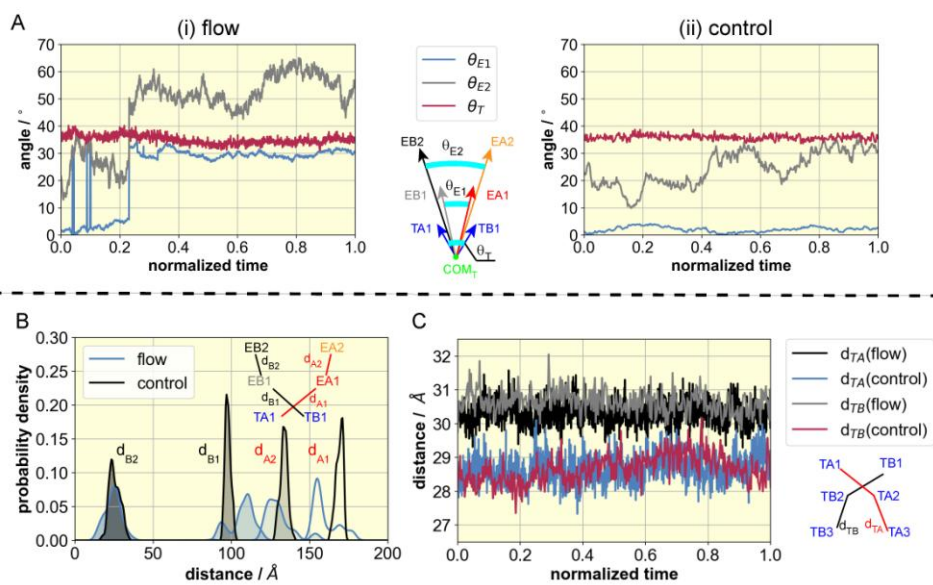 A
(i) flow
(ii) control
70
60
50
40
30
20
10
0
angle / °
0.0 0.2 0.4 0.6 0.8 1.0
normalized time
θE1
θE2
θT
EB2
θE2
EA2
EB1
θE1
EA1
TA1
TB1
θT
COMT
70
60
50
40
30
20
10
0
angle / °
0.0 0.2 0.4 0.6 0.8 1.0
normalized time
B
0.30
0.25
0.20
0.15
0.10
0.05
0.00
probability density
flow
control
EB2 EA2
dB2 dA2
EB1 EA1
dB1 dA1
TA1 TB1
dB2
dB1
dA2
dA1
0 50 100 150 200
distance / Å
C
32
31
30
29
28
27
distance / Å
0.0 0.2 0.4 0.6 0.8 1.0
normalized time
dTA(flow)
dTA(control)
dTB(flow)
dTB(control)
TA1 TB1
TB2 TA2
TB3 dTB dTA TA3